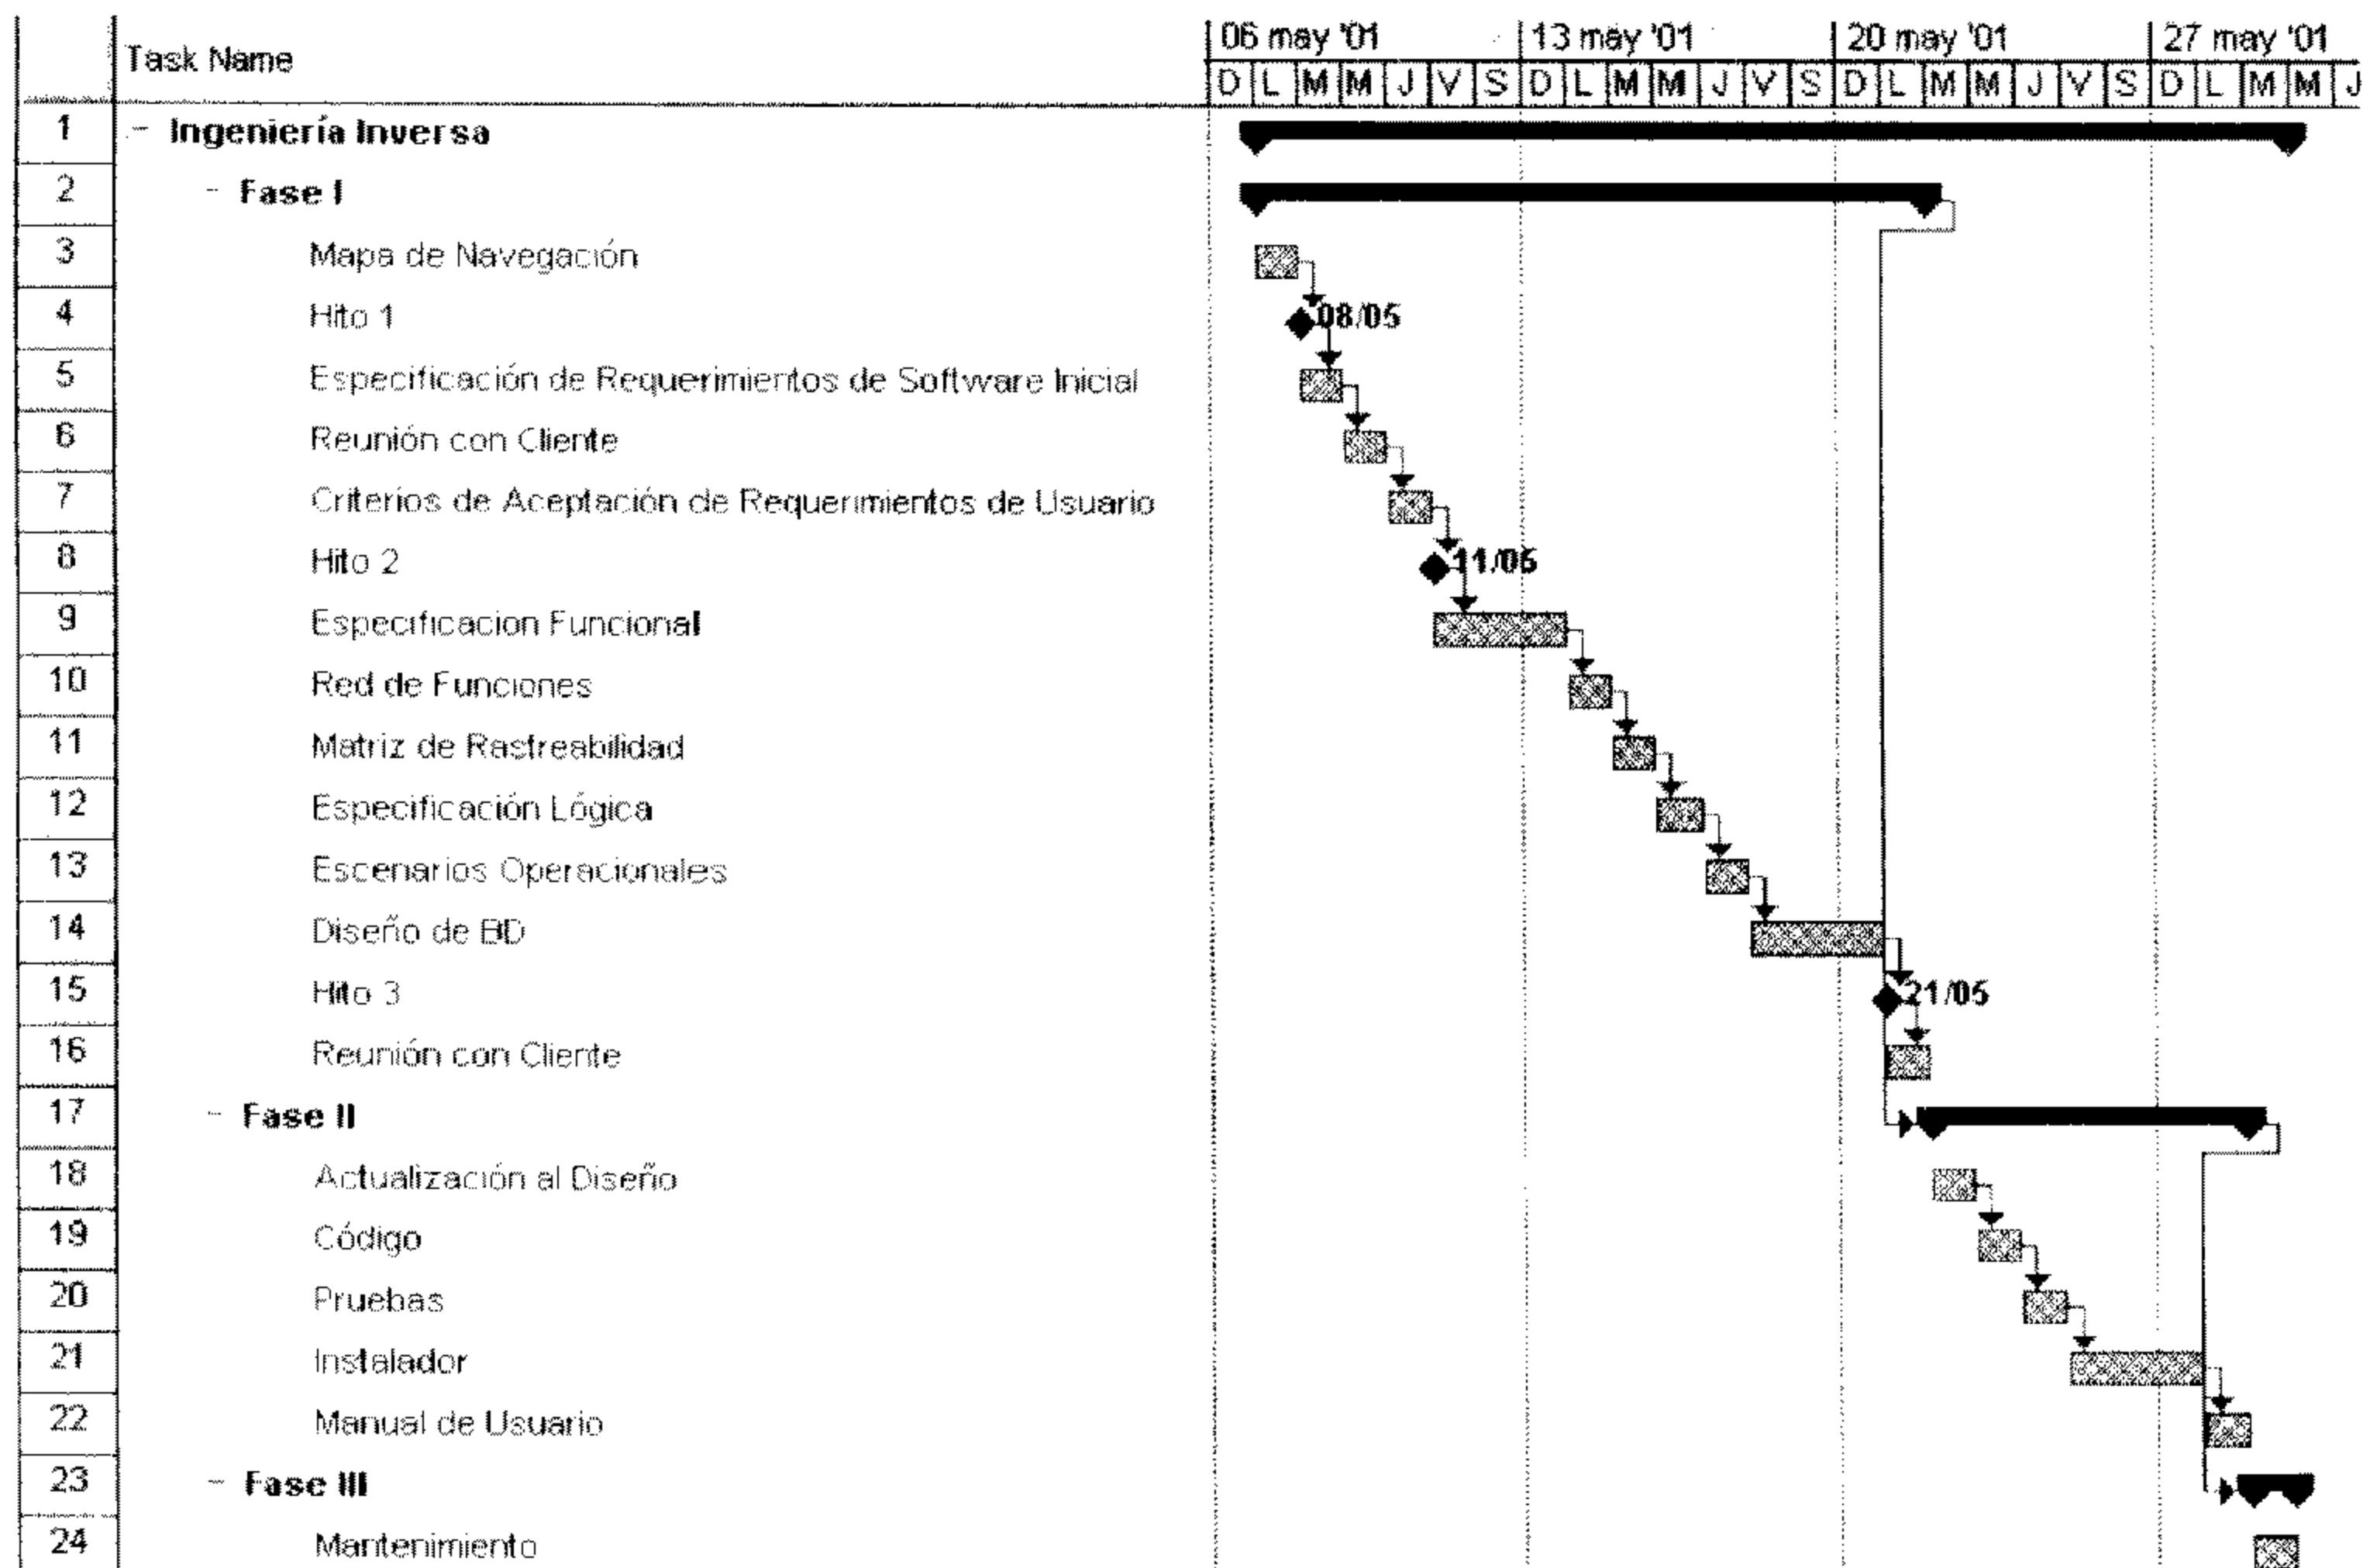 Task Name
06 may '01 13 may '01 20 may '01 27 may '01
D L M M J V S D L M M J V S D L M M J V S D L M M J
1 - Ingeniería Inversa
2 - Fase I
3 Mapa de Navegación
4 Hito 1 08/05
5 Especificación de Requerimientos de Software Inicial
6 Reunión con Cliente
7 Criterios de Aceptación de Requerimientos de Usuario
8 Hito 2 11/05
9 Especificacion Funcional
10 Red de Funciones
11 Matriz de Rastreabilidad
12 Especificación Lógica
13 Escenarios Operacionales
14 Diseño de BD
15 Hito 3 21/05
16 Reunión con Cliente
17 - Fase II
18 Actualización al Diseño
19 Código
20 Pruebas
21 Instalador
22 Manual de Usuario
23 - Fase III
24 Mantenimiento